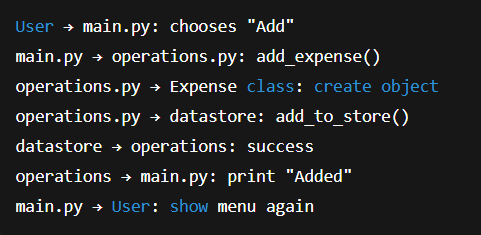 User → main.py: chooses "Add"
main.py → operations.py: add_expense()
operations.py → Expense class: create object
operations.py → datastore: add_to_store()
datastore → operations: success
operations → main.py: print "Added"
main.py → User: show menu again